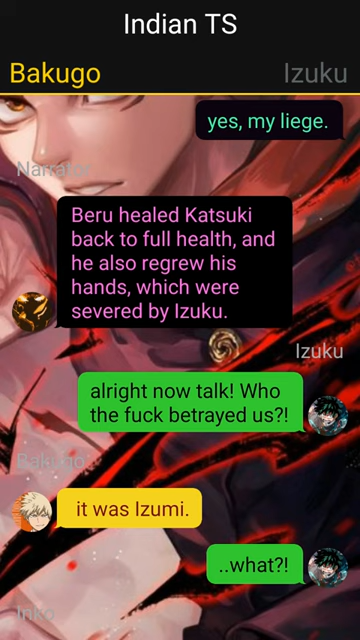 Indian TS
Bakugo Izuku
yes, my liege.
Narrator
Beru healed Katsuki
back to full health, and
he also regrew his
hands, which were
severed by Izuku.
Izuku
alright now talk! Who
the fuck betrayed us?!
Bakugo
it was Izumi.
..what?!
Inko